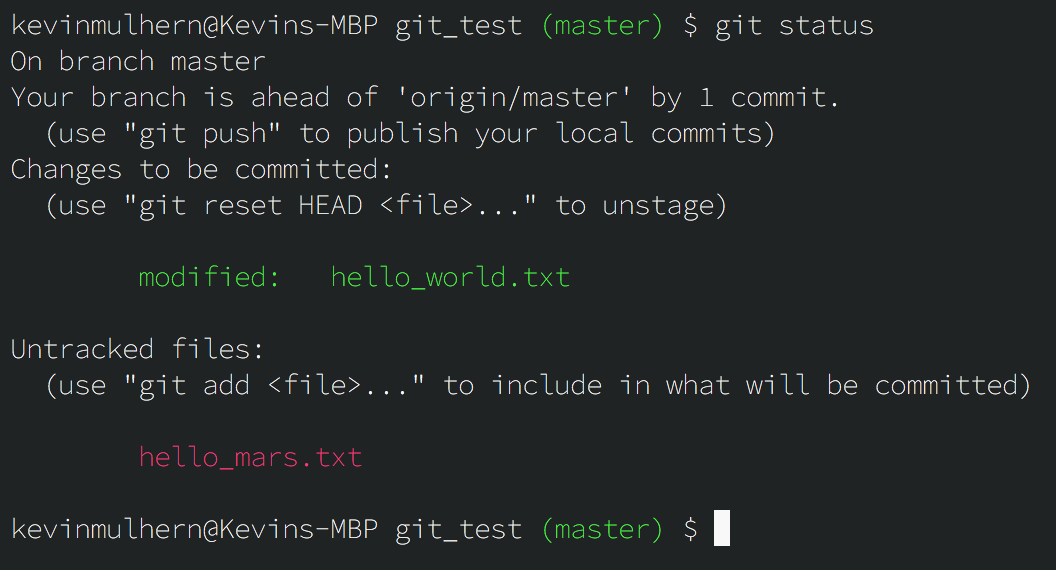 kevinmulhern@Kevins-MBP git_test (master) $ git status
On branch master
Your branch is ahead of 'origin/master' by 1 commit.
  (use "git push" to publish your local commits)
Changes to be committed:
  (use "git reset HEAD <file>..." to unstage)

        modified:   hello_world.txt

Untracked files:
  (use "git add <file>..." to include in what will be committed)

        hello_mars.txt

kevinmulhern@Kevins-MBP git_test (master) $